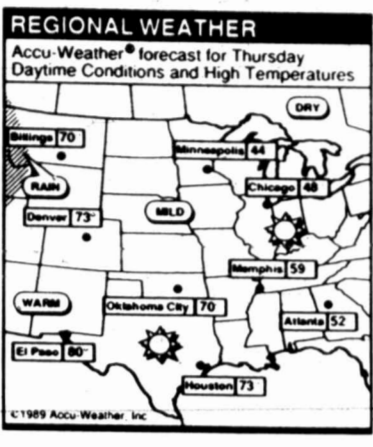 REGIONAL WEATHER
Accu-Weather® forecast for Thursday
Daytime Conditions and High Temperatures
DRY
Billings 70
Minneapolis 44
RAIN
Chicago 48
Denver 73°
MILD
Memphis 59
WARM
Oklahoma City 70
Atlanta 52
El Paso 80°
Houston 73
©1989 Accu-Weather, Inc